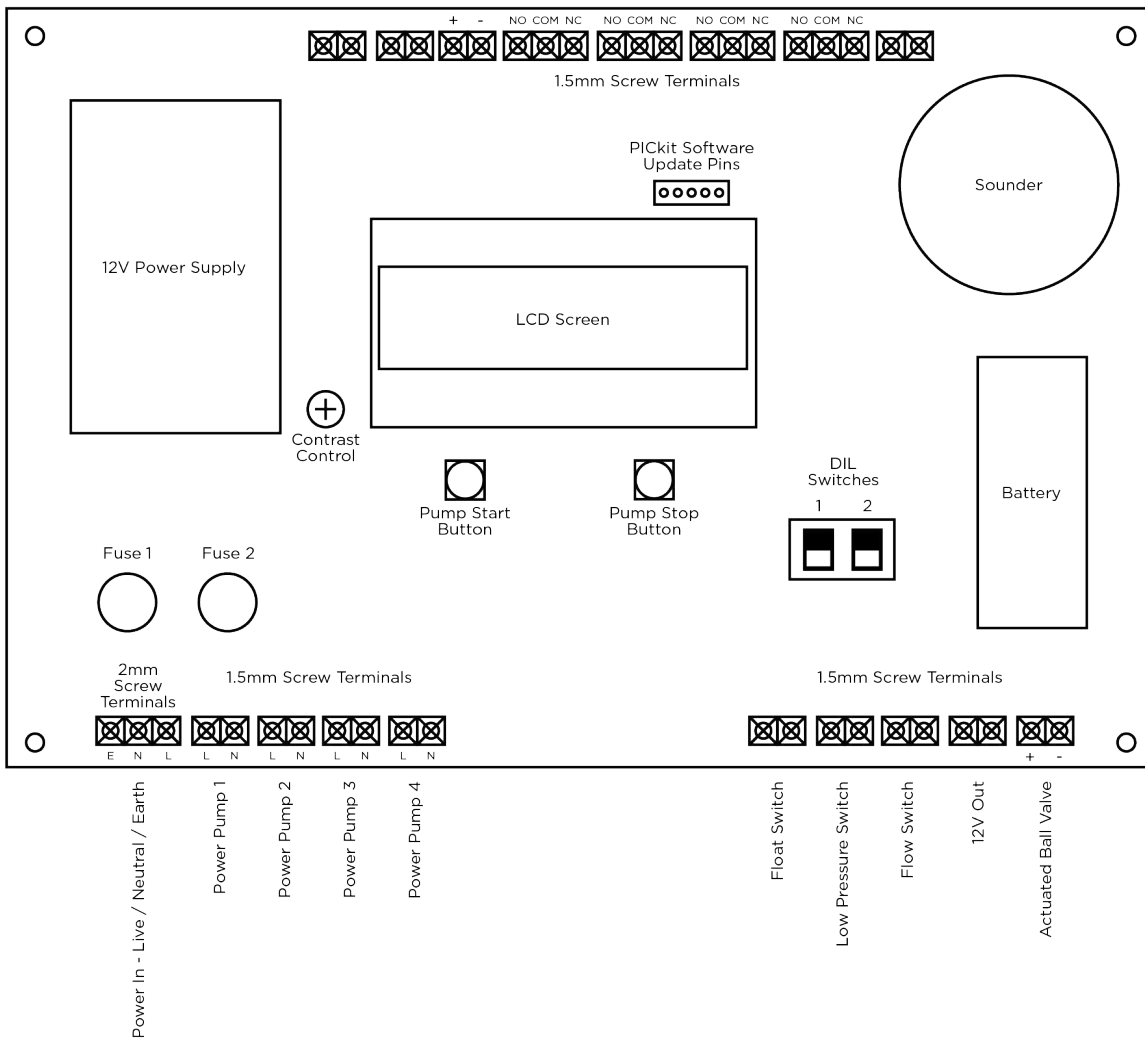 + -
NO COM NC
NO COM NC
NO COM NC
NO COM NC
1.5mm Screw Terminals
PICkit Software
Update Pins
Sounder
12V Power Supply
LCD Screen
Contrast
Control
Pump Start
Button
Pump Stop
Button
DIL
Switches
1 2
Battery
Fuse 1
Fuse 2
2mm
Screw
Terminals
1.5mm Screw Terminals
1.5mm Screw Terminals
E N L
L N
L N
L N
L N
+ -
Power In - Live / Neutral / Earth
Power Pump 1
Power Pump 2
Power Pump 3
Power Pump 4
Float Switch
Low Pressure Switch
Flow Switch
12V Out
Actuated Ball Valve